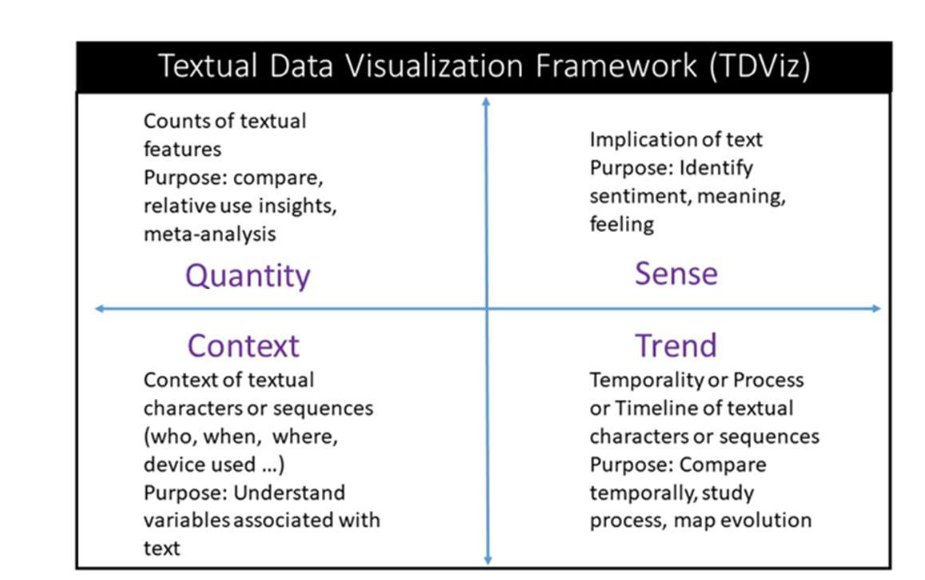 Textual Data Visualization Framework (TDViz)
Counts of textual
features
Purpose: compare,
relative use insights,
meta-analysis
Quantity
Implication of text
Purpose: Identify
sentiment, meaning,
feeling
Sense
Context
Context of textual
characters or sequences
(who, when, where,
device used ...)
Purpose: Understand
variables associated with
text
Trend
Temporality or Process
or Timeline of textual
characters or sequences
Purpose: Compare
temporally, study
process, map evolution